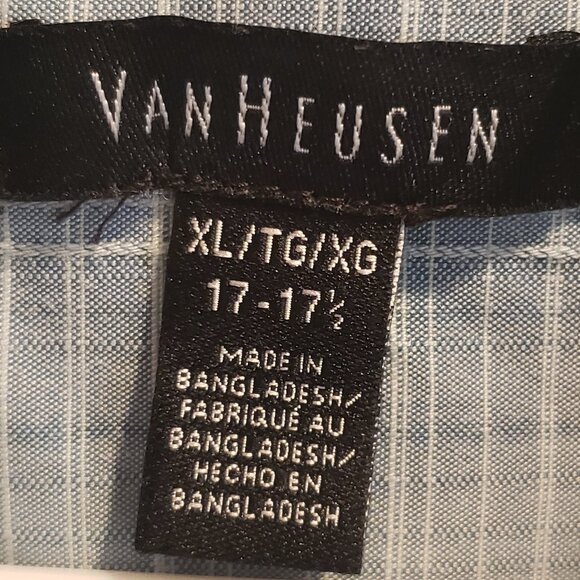 VANHEUSEN
XL/TG/XG
17-17½
MADE IN
BANGLADESH/
FABRIQUÉ AU
BANGLADESH/
HECHO EN
BANGLADESH